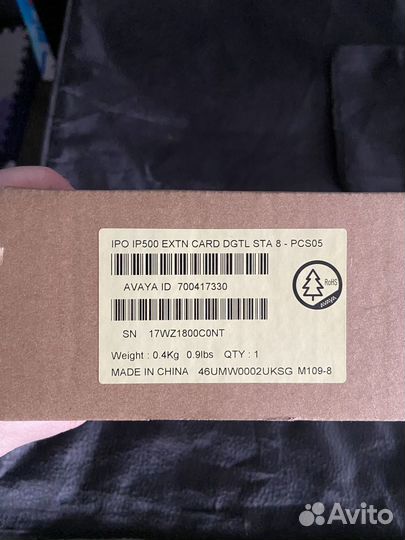 IPO IP500 EXTN CARD DGTL STA 8 - PCS05
AVAYA ID 700417330
RoHS
SN 17WZ1800C0NT
Weight : 0.4Kg 0.9lbs QTY : 1
MADE IN CHINA 46UMW0002UKSG M109-8
Avito